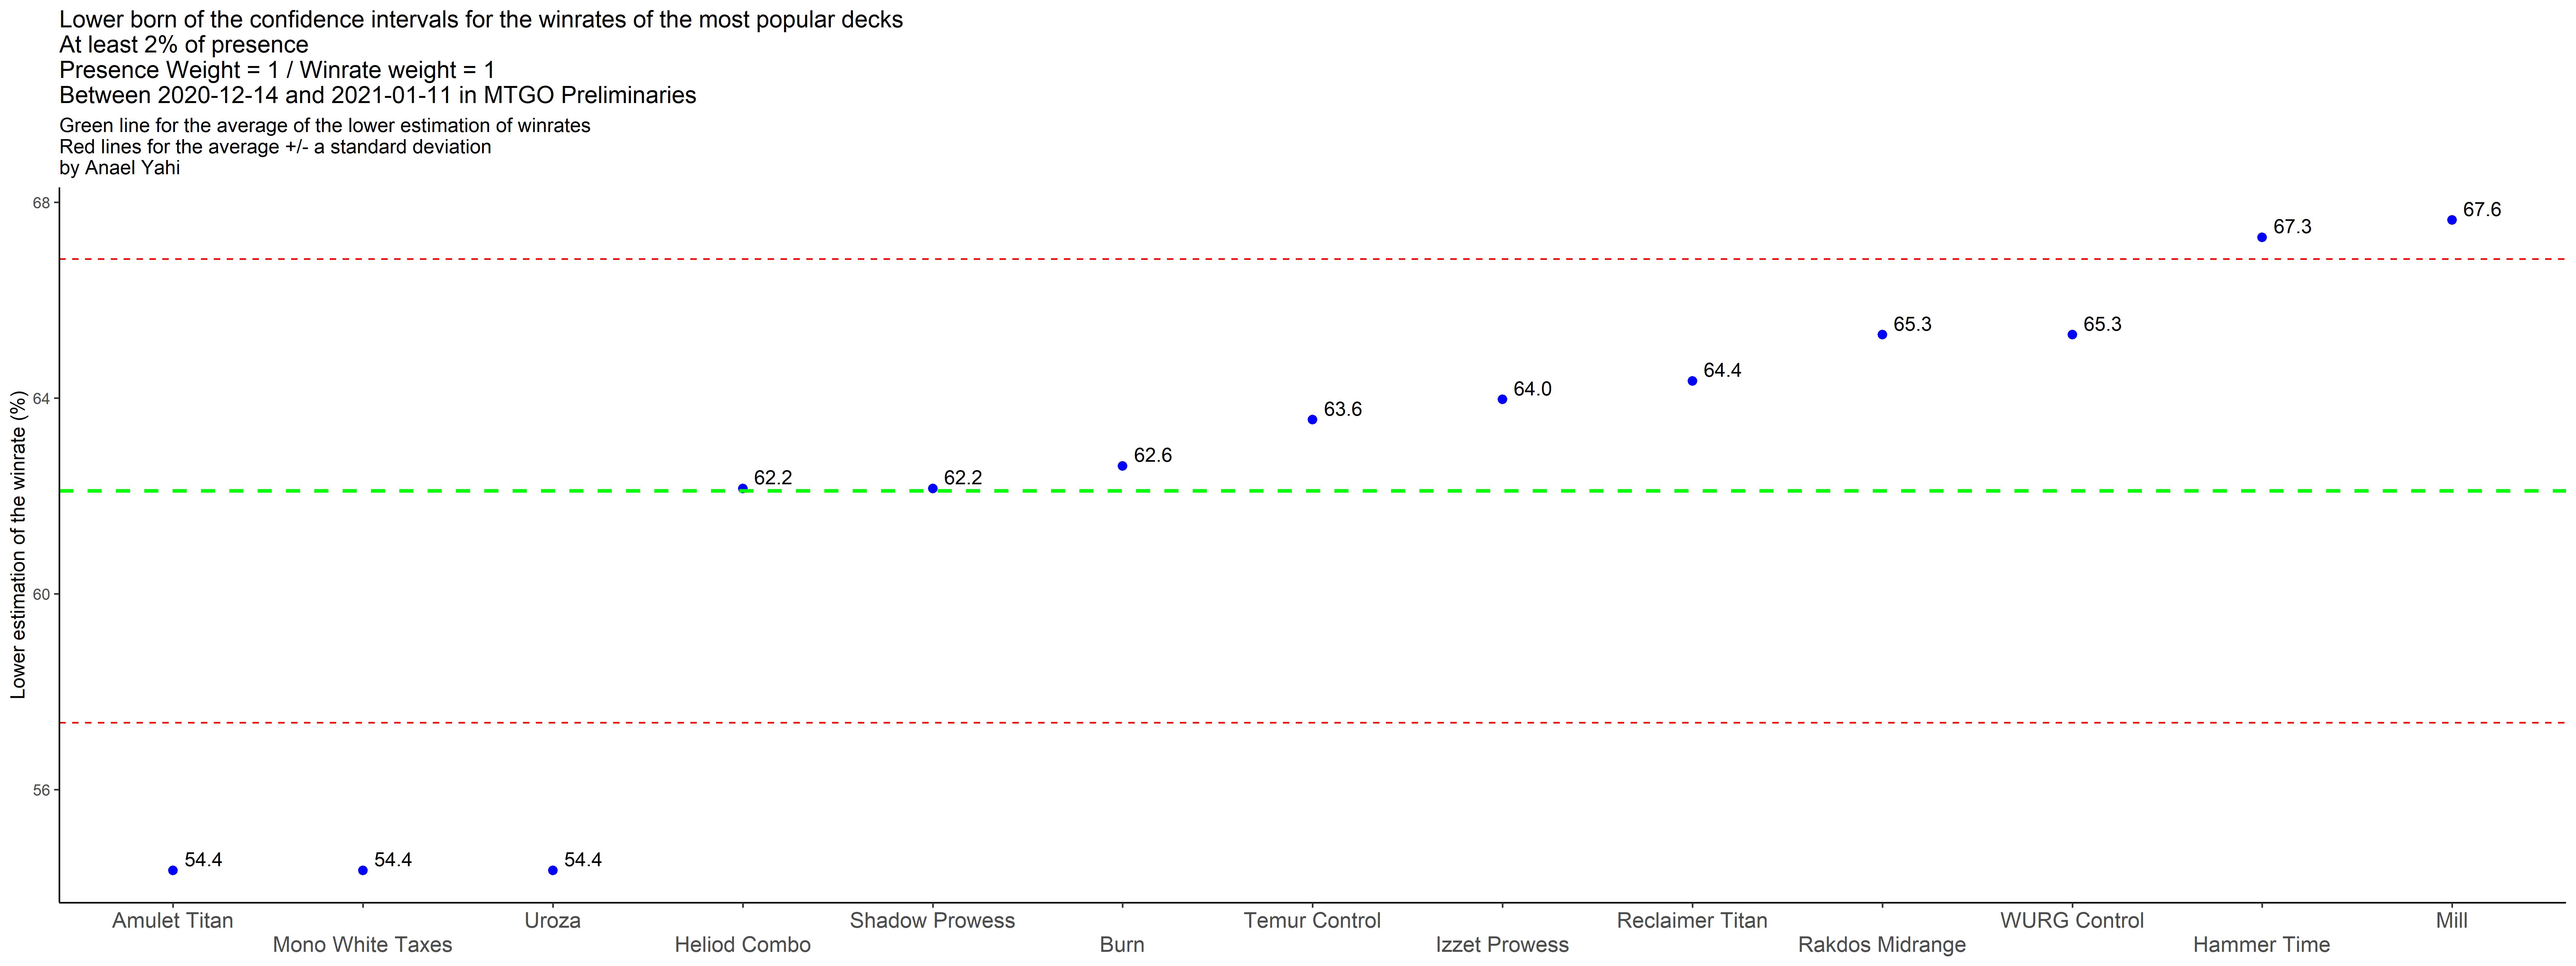 Lower born of the confidence intervals for the winrates of the most popular decks
At least 2% of presence
Presence Weight = 1 / Winrate weight = 1
Between 2020-12-14 and 2021-01-11 in MTGO Preliminaries
Green line for the average of the lower estimation of winrates
Red lines for the average +/- a standard deviation
by Anael Yahi
Lower estimation of the winrate (%)
68
64
60
56
54.4
54.4
54.4
62.2
62.2
62.6
63.6
64.0
64.4
65.3
65.3
67.3
67.6
Amulet Titan
Mono White Taxes
Uroza
Heliod Combo
Shadow Prowess
Burn
Temur Control
Izzet Prowess
Reclaimer Titan
Rakdos Midrange
WURG Control
Hammer Time
Mill